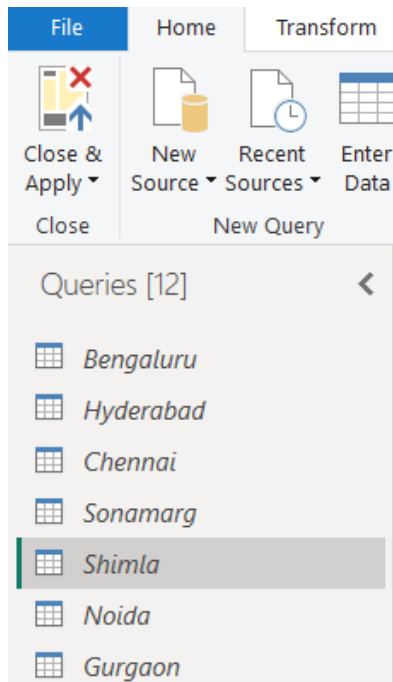 File Home Transform
Close & New Recent Enter
Apply Source Sources Data
Close New Query
Queries [12]
Bengaluru
Hyderabad
Chennai
Sonamarg
Shimla
Noida
Gurgaon